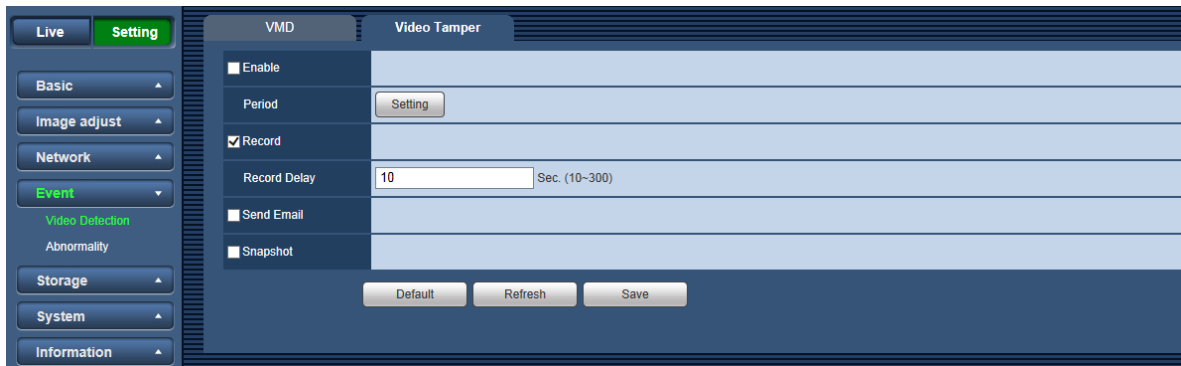 Live Setting
Basic
Image adjust
Network
Event
Video Detection
Abnormality
Storage
System
Information
VMD Video Tamper
Enable
Period Setting
Record
Record Delay 10 Sec. (10~300)
Send Email
Snapshot
Default Refresh Save